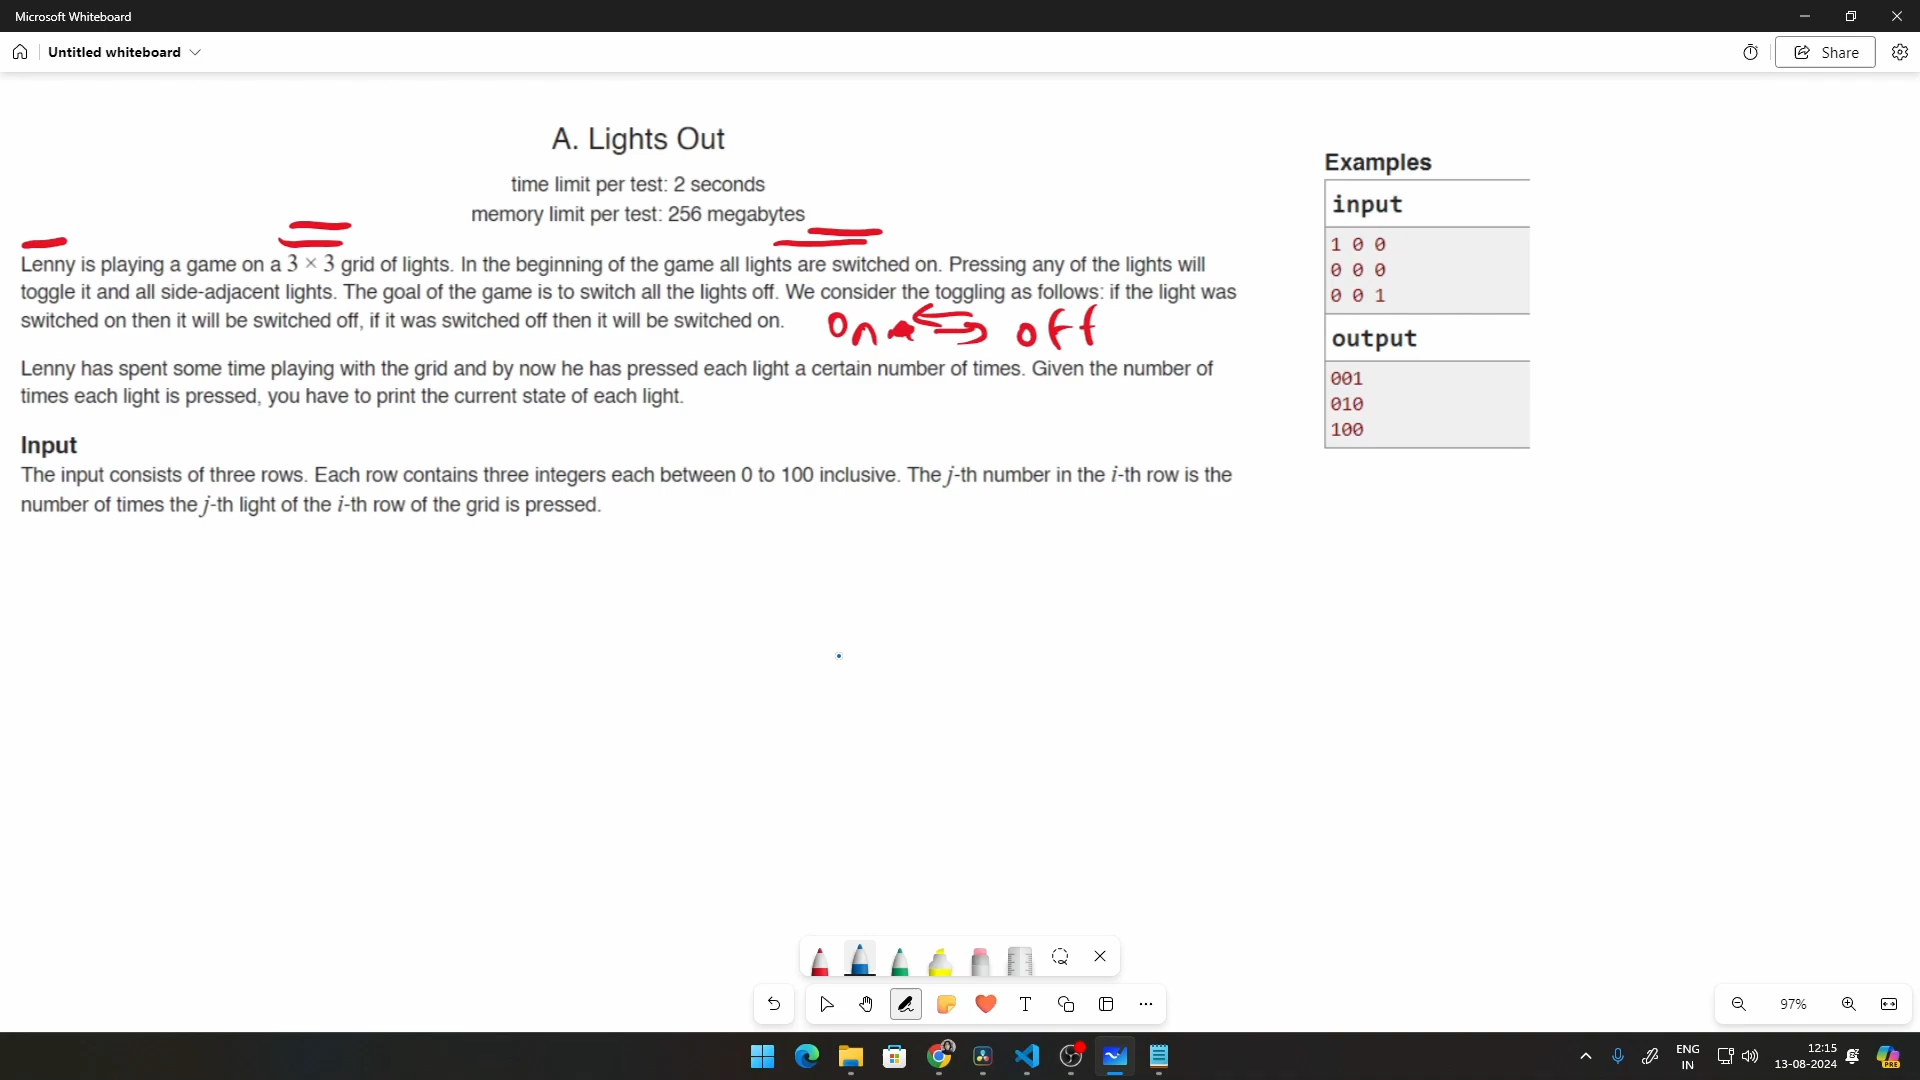 Microsoft Whiteboard
Untitled whiteboard
Share
A. Lights Out
time limit per test: 2 seconds
memory limit per test: 256 megabytes
Lenny is playing a game on a 3 × 3 grid of lights. In the beginning of the game all lights are switched on. Pressing any of the lights will
toggle it and all side-adjacent lights. The goal of the game is to switch all the lights off. We consider the toggling as follows: if the light was
switched on then it will be switched off, if it was switched off then it will be switched on.
on off
Lenny has spent some time playing with the grid and by now he has pressed each light a certain number of times. Given the number of
times each light is pressed, you have to print the current state of each light.
Input
The input consists of three rows. Each row contains three integers each between 0 to 100 inclusive. The j-th number in the i-th row is the
number of times the j-th light of the i-th row of the grid is pressed.
Examples
input
1 0 0
0 0 0
0 0 1
output
001
010
100
97%
ENG
IN
12:15
13-08-2024
PRE